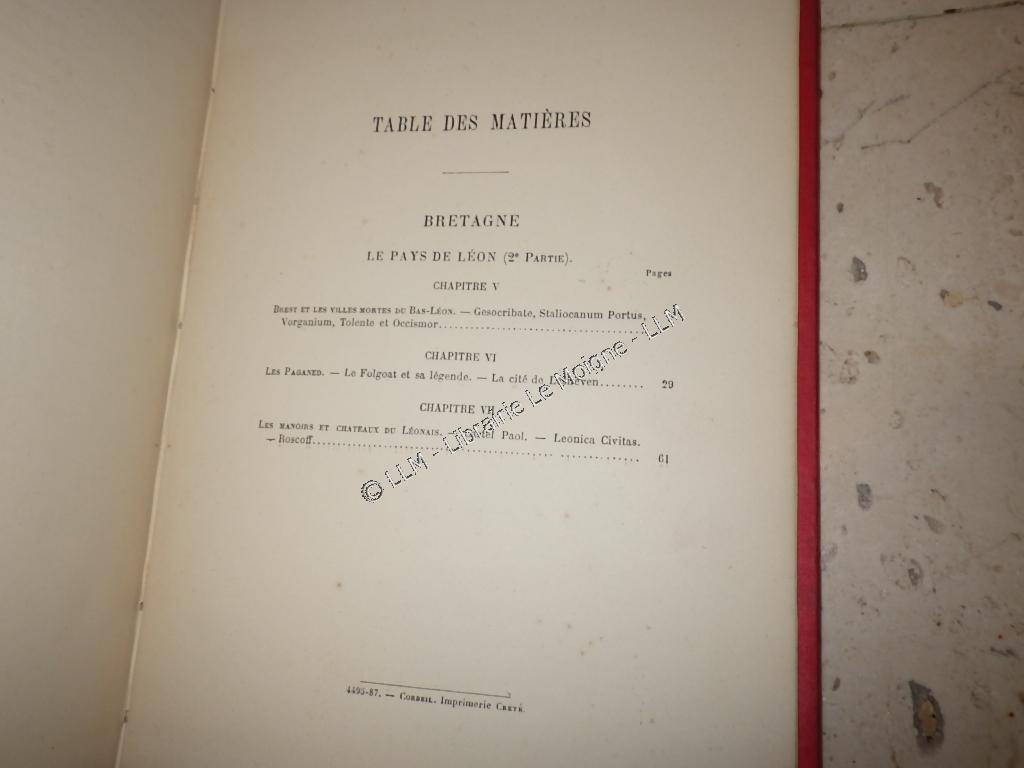 TABLE DES MATIÈRES
BRETAGNE
LE PAYS DE LÉON (2e PARTIE).
Pages
CHAPITRE V
BREST ET LES VILLES MORTES DU BAS-LÉON. — Gesocribate, Staliocanum Portus,
Vorganium, Tolente et Occismor
CHAPITRE VI
LES PAGANED. — Le Folgoat et sa légende. — La cité de 29
CHAPITRE VII
LES MANOIRS ET CHATEAUX DU LÉONAIS. — Paol. — Leonica Civitas.
— Roscoff 61
© LLM - Librairie Le Moigne - LLM
4495-87. — CORBEIL. Imprimerie CRETÉ.